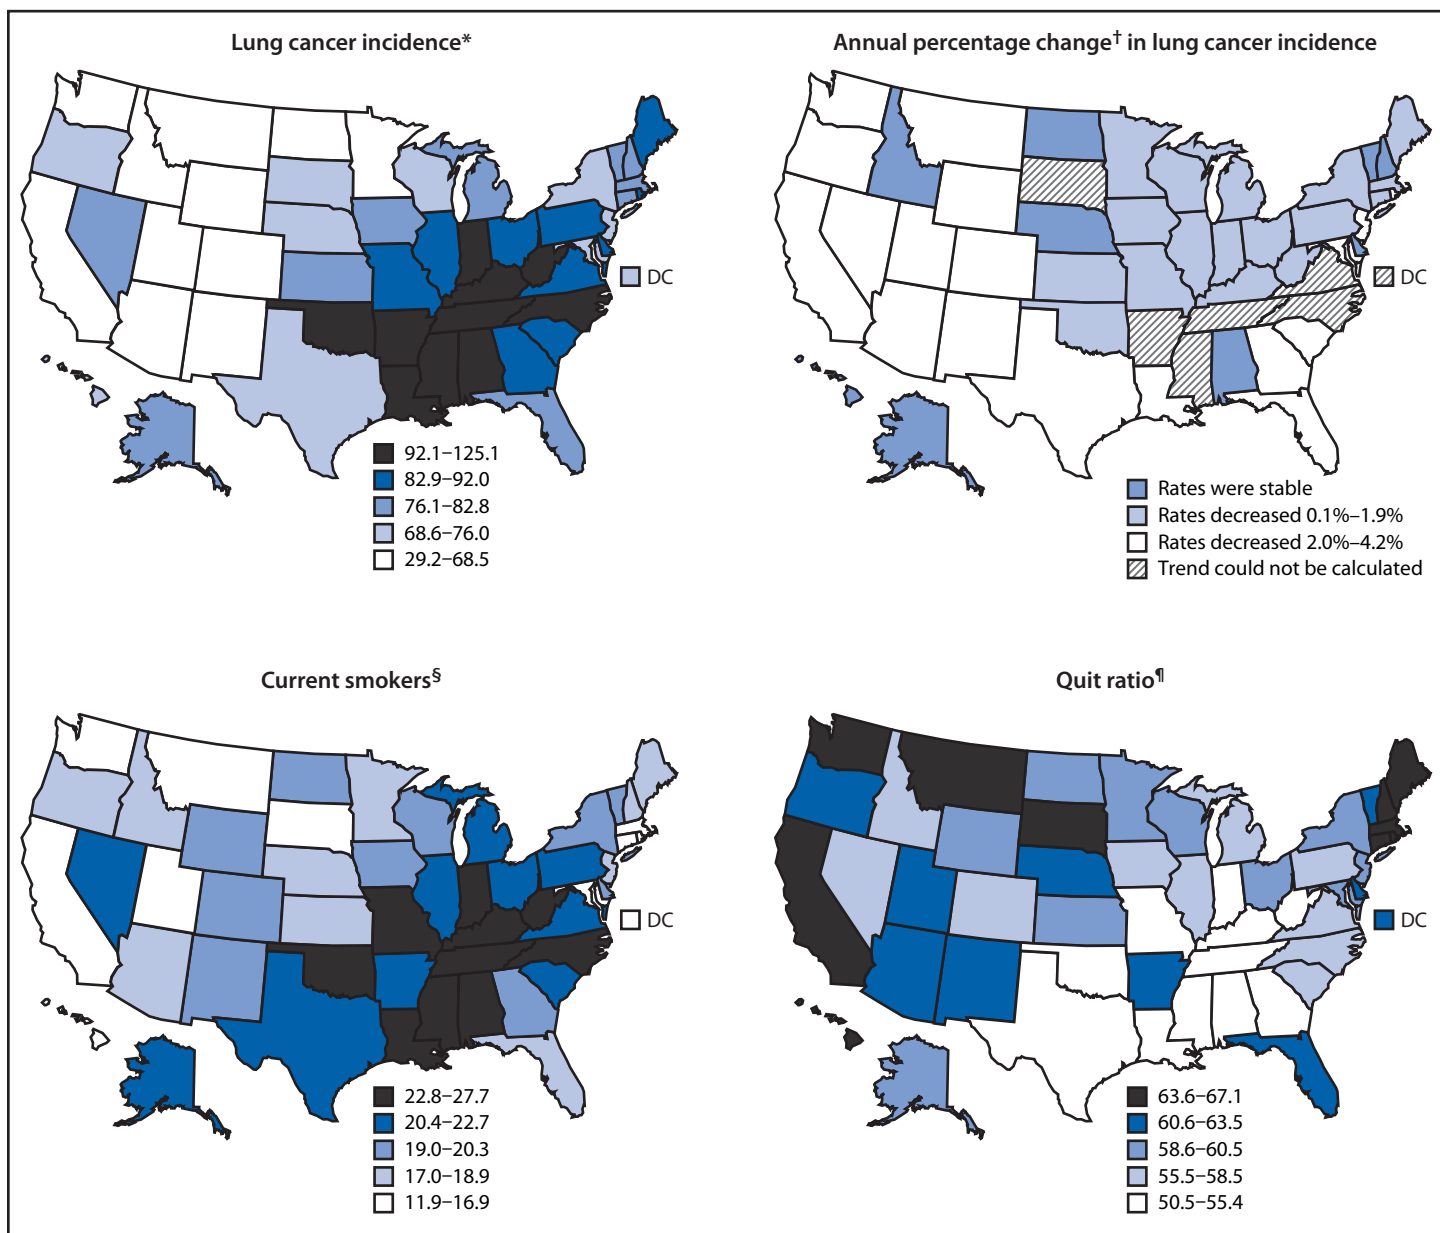 Lung cancer incidence*
DC
92.1–125.1
82.9–92.0
76.1–82.8
68.6–76.0
29.2–68.5
Annual percentage change† in lung cancer incidence
DC
Rates were stable
Rates decreased 0.1%–1.9%
Rates decreased 2.0%–4.2%
Trend could not be calculated
Current smokers§
DC
22.8–27.7
20.4–22.7
19.0–20.3
17.0–18.9
11.9–16.9
Quit ratio¶
DC
63.6–67.1
60.6–63.5
58.6–60.5
55.5–58.5
50.5–55.4